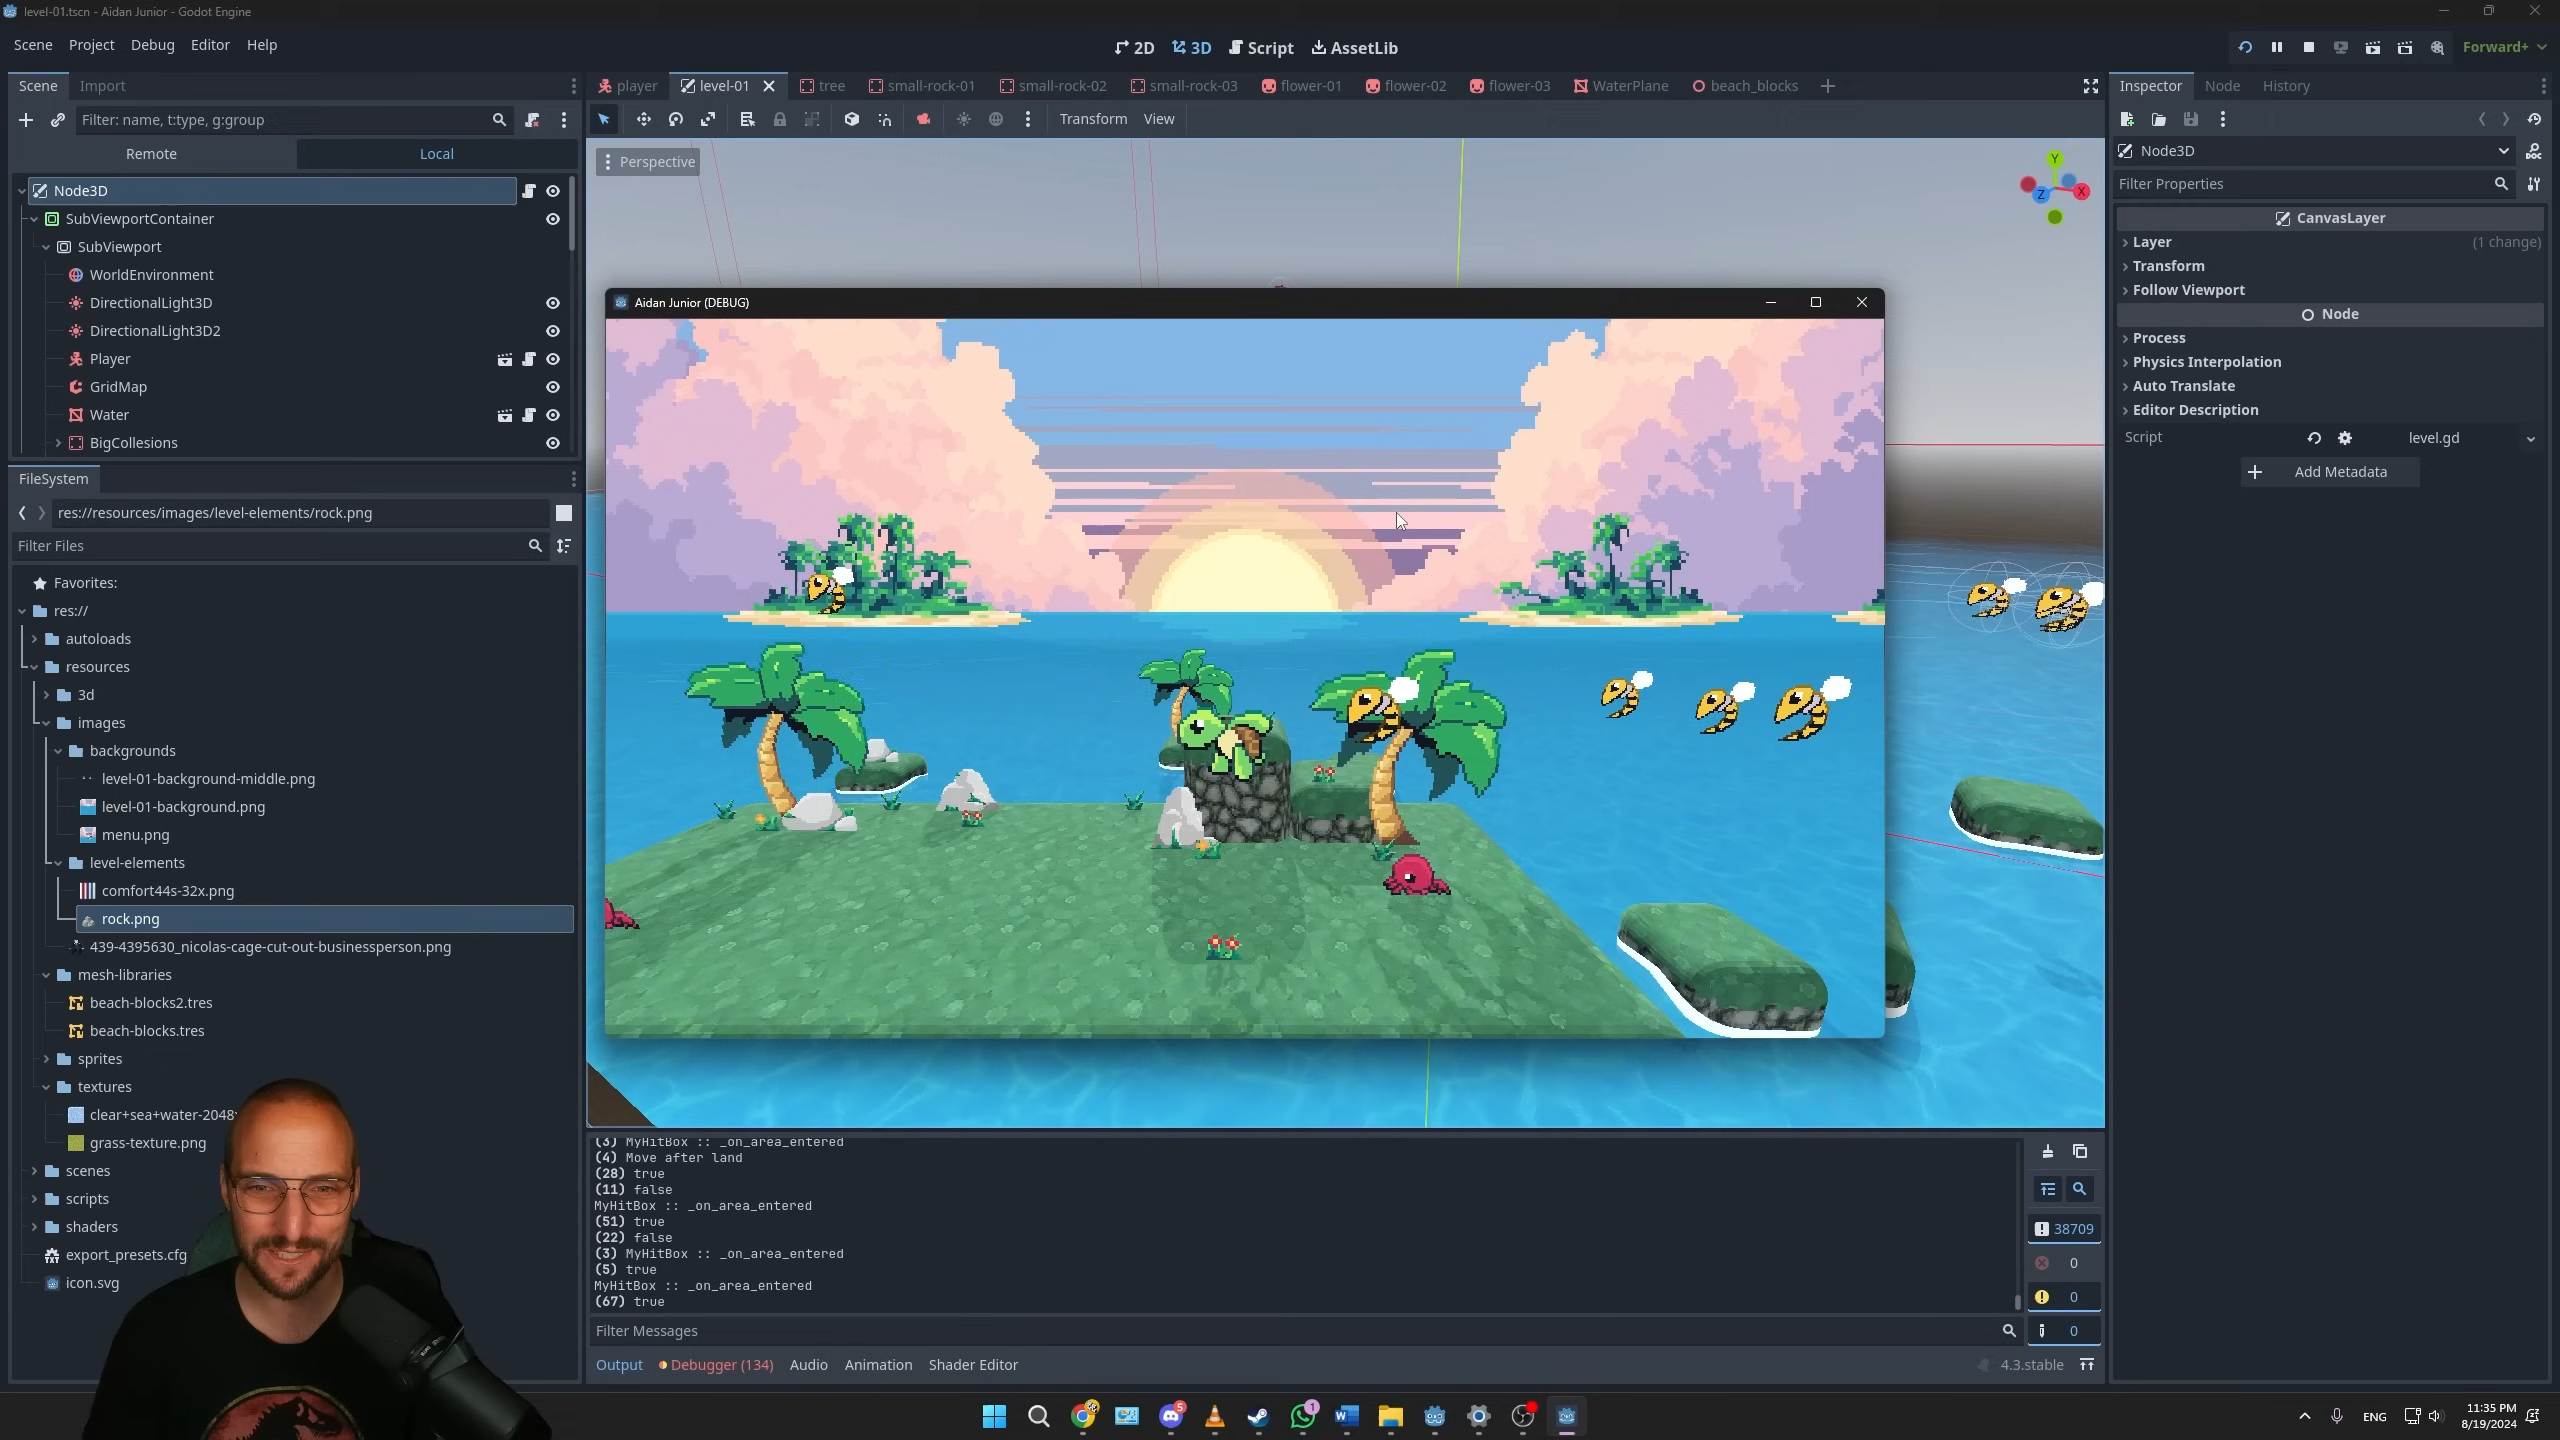 level-01.tscn - Aidan Junior - Godot Engine
Scene Project Debug Editor Help
2D 3D Script AssetLib
Forward+
Scene Import
player level-01 tree small-rock-01 small-rock-02 small-rock-03 flower-01 flower-02 flower-03 WaterPlane beach_blocks
Inspector Node History
Filter: name, t:type, g:group
Transform View
Remote Local
Perspective
Y
X
Z
Node3D
Filter Properties
Node3D
SubViewportContainer
SubViewport
WorldEnvironment
DirectionalLight3D
DirectionalLight3D2
Player
GridMap
Water
BigCollesions
CanvasLayer
Layer (1 change)
Transform
Follow Viewport
Node
Process
Physics Interpolation
Auto Translate
Editor Description
Script level.gd
Add Metadata
Aidan Junior (DEBUG)
FileSystem
res://resources/images/level-elements/rock.png
Filter Files
Favorites:
res://
autoloads
resources
3d
images
backgrounds
level-01-background-middle.png
level-01-background.png
menu.png
level-elements
comfort44s-32x.png
rock.png
439-4395630_nicolas-cage-cut-out-businessperson.png
mesh-libraries
beach-blocks2.tres
beach-blocks.tres
sprites
textures
clear+sea+water-2048
grass-texture.png
scenes
scripts
shaders
export_presets.cfg
icon.svg
(3) MyHitBox :: _on_area_entered
(4) Move after land
(28) true
(11) false
MyHitBox :: _on_area_entered
(51) true
(22) false
(3) MyHitBox :: _on_area_entered
(5) true
MyHitBox :: _on_area_entered
(67) true
38709
0
0
0
Filter Messages
Output Debugger (134) Audio Animation Shader Editor
4.3.stable
5
1
ENG
11:35 PM
8/19/2024